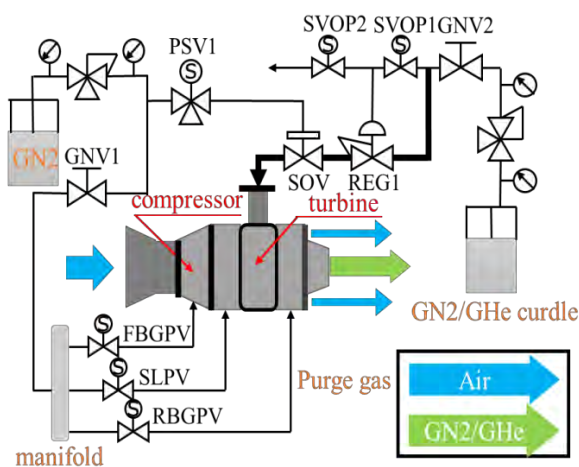 SVOP2 SVOP1 GNV2
PSV1
GN2
GNV1
SOV REG1
compressor turbine
GN2/GHe curdle
FBGPV
SLPV
RBGPV
Purge gas
Air
GN2/GHe
manifold
S
S
S
S
S
S